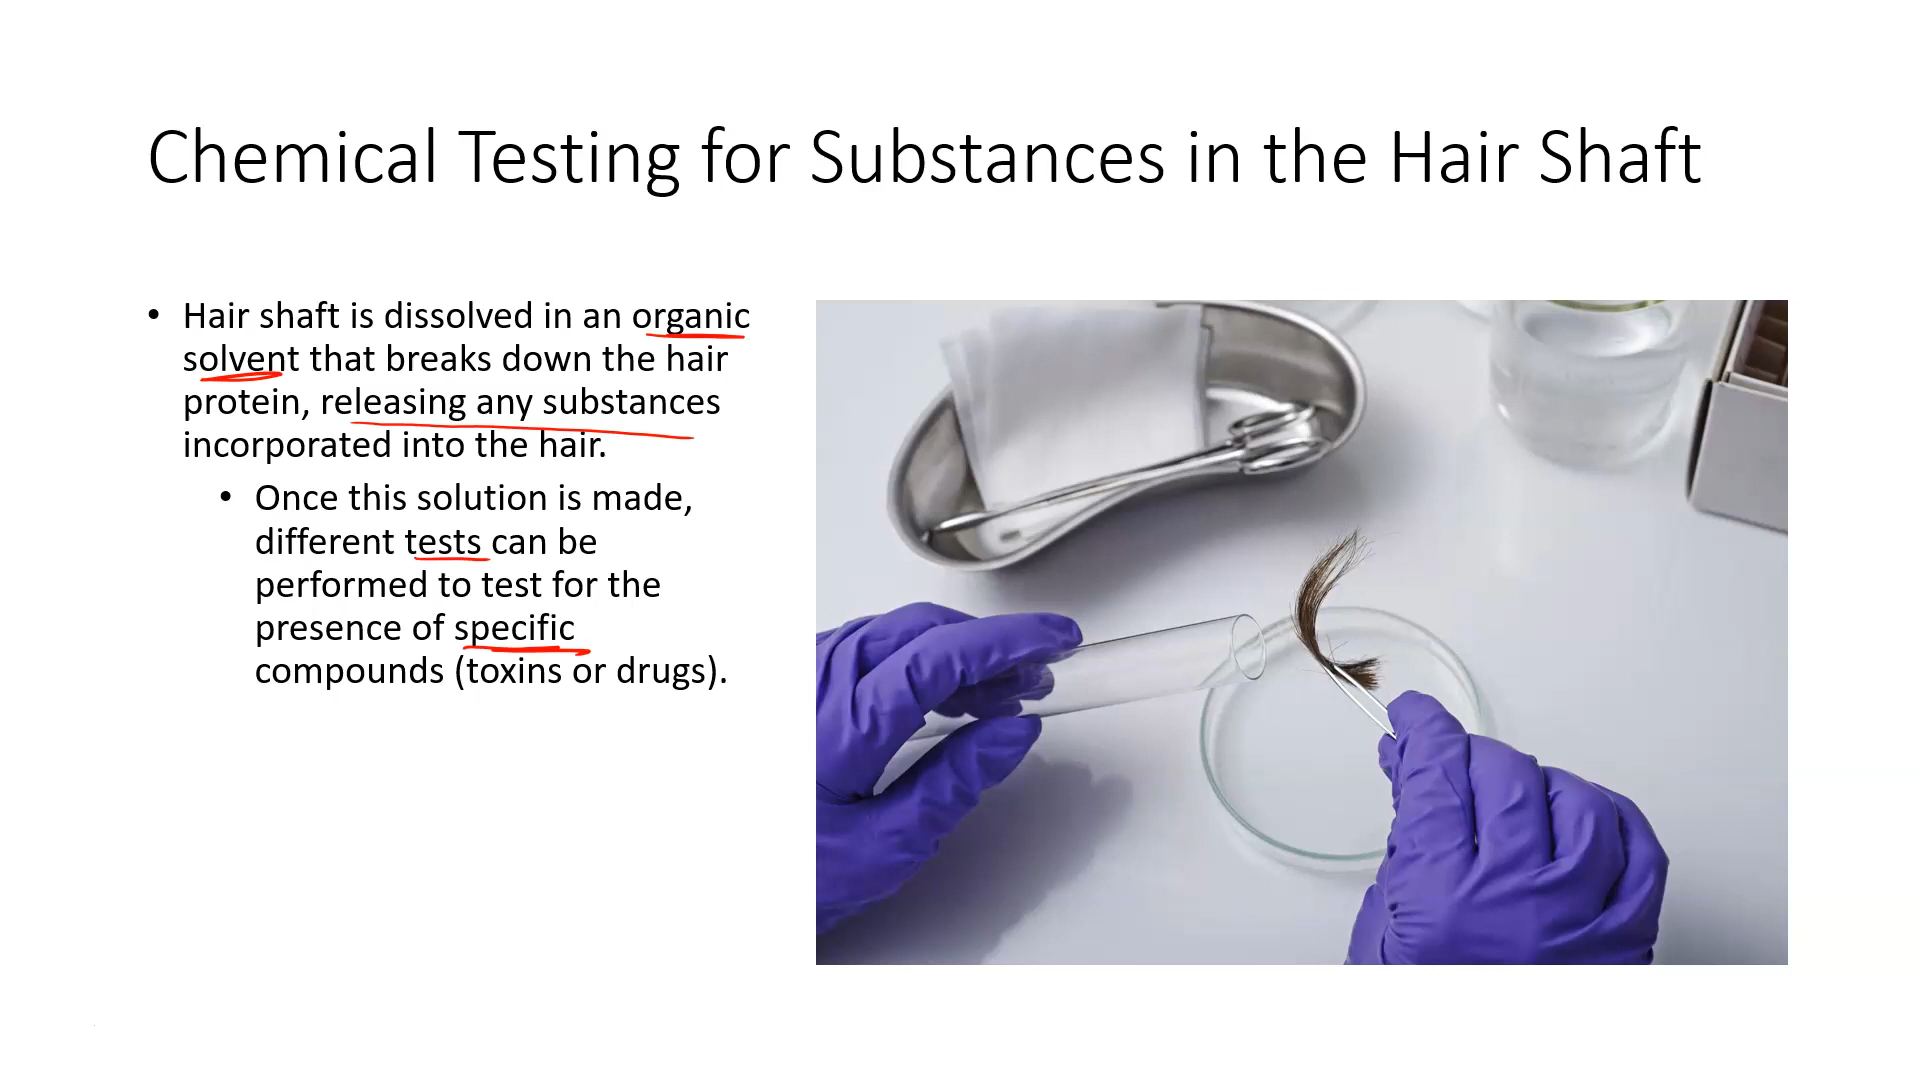 Chemical Testing for Substances in the Hair Shaft
• Hair shaft is dissolved in an organic
solvent that breaks down the hair
protein, releasing any substances
incorporated into the hair.
• Once this solution is made,
different tests can be
performed to test for the
presence of specific
compounds (toxins or drugs).